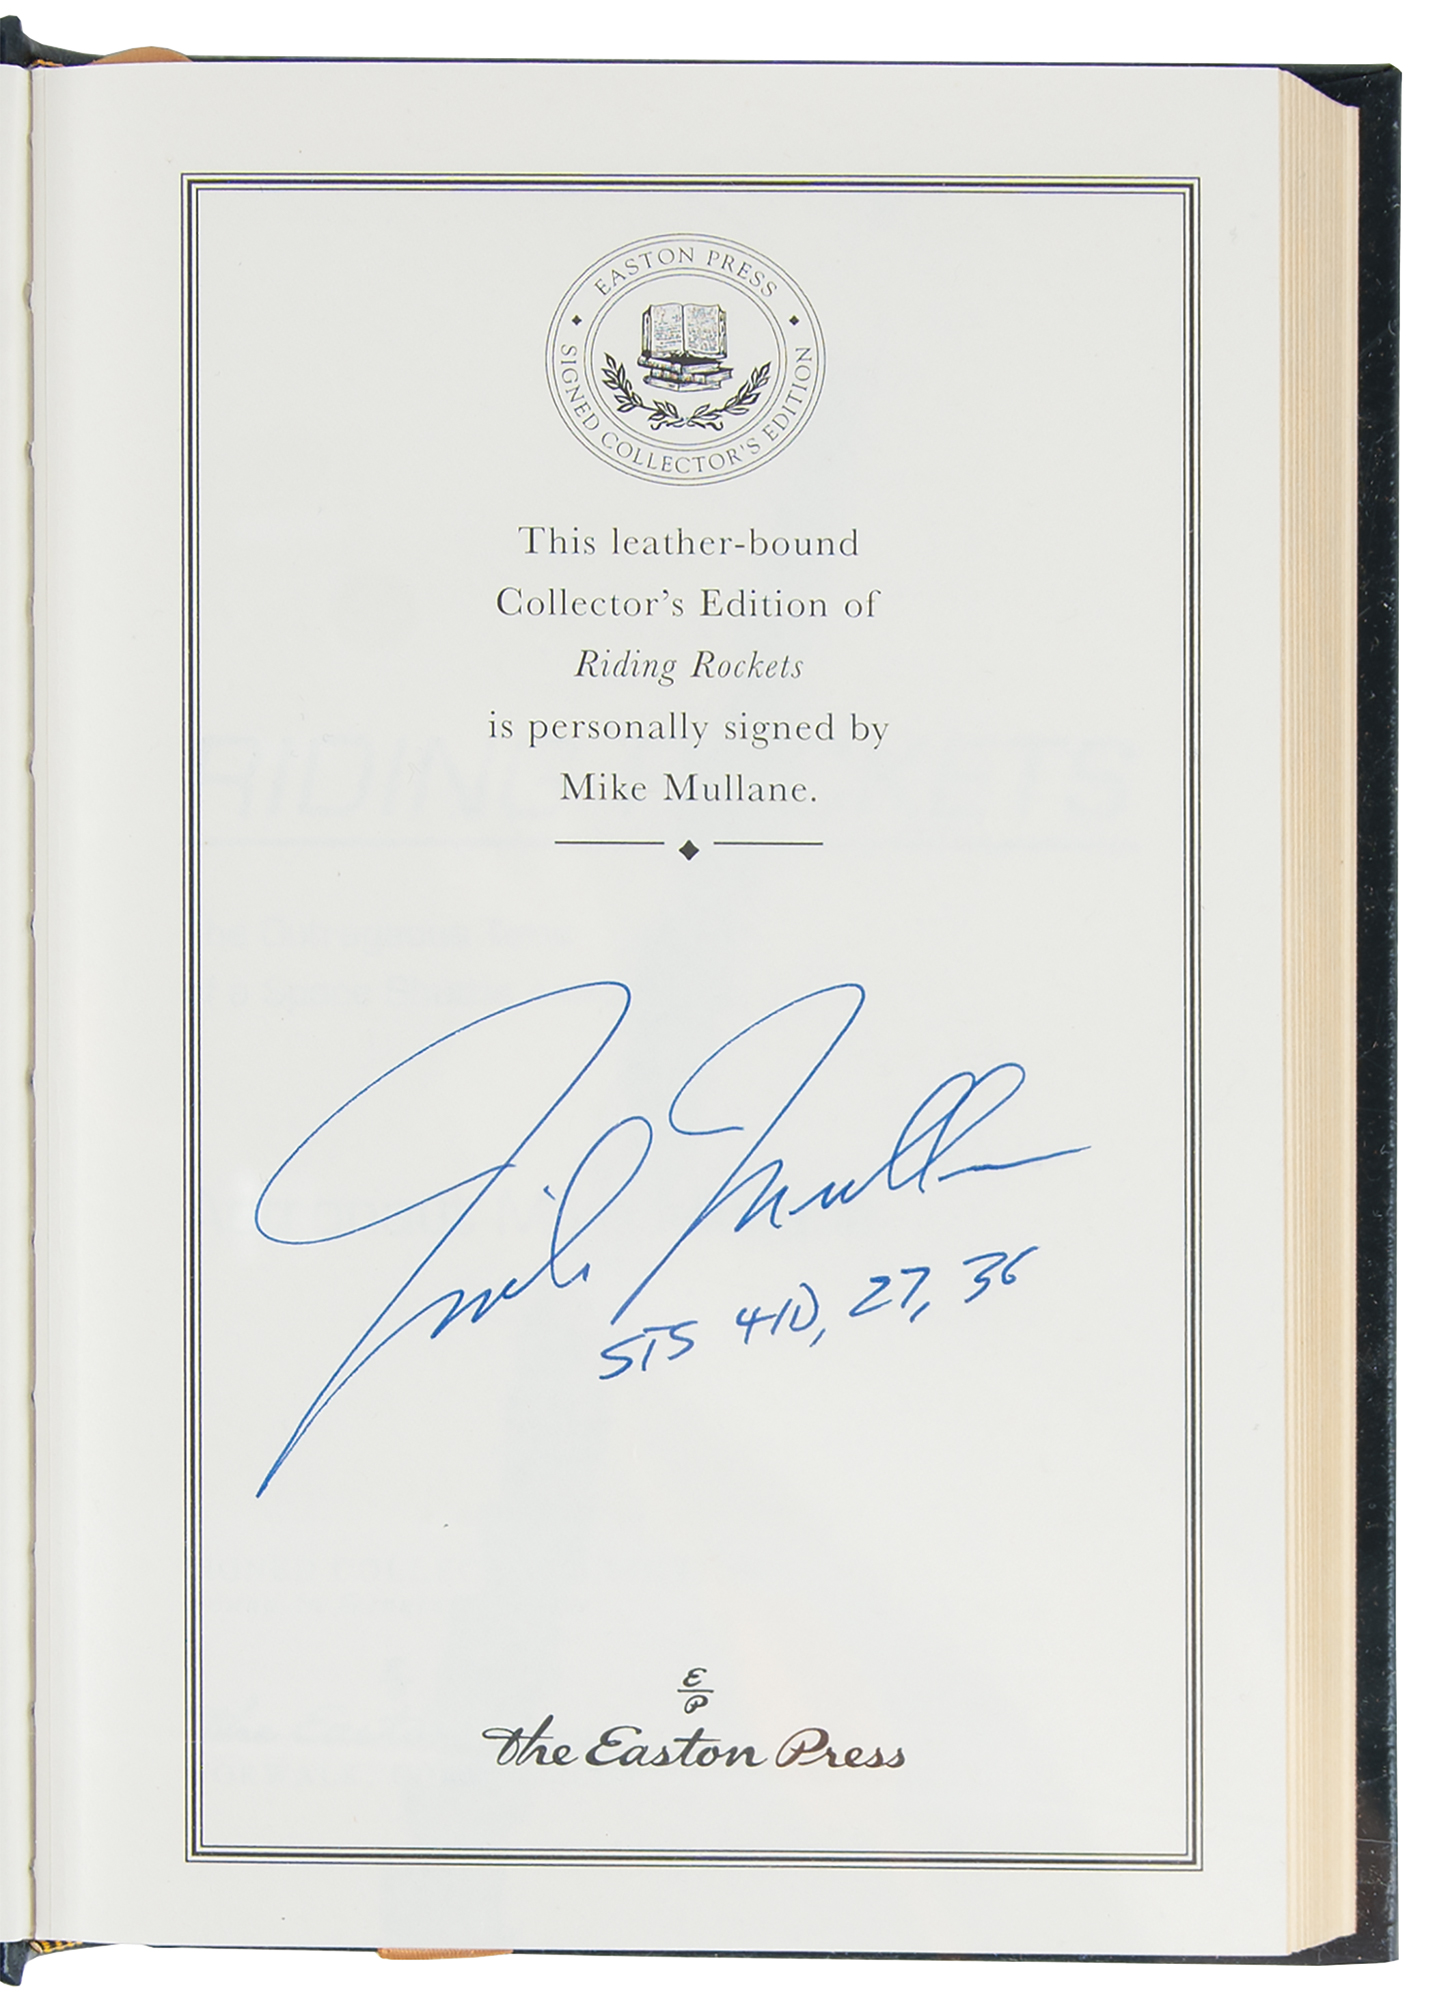 EASTON PRESS
SIGNED COLLECTOR'S EDITION
This leather-bound
Collector's Edition of
Riding Rockets
is personally signed by
Mike Mullane.
Mike Mullane
STS 41D, 27, 36
E
P
The Easton Press